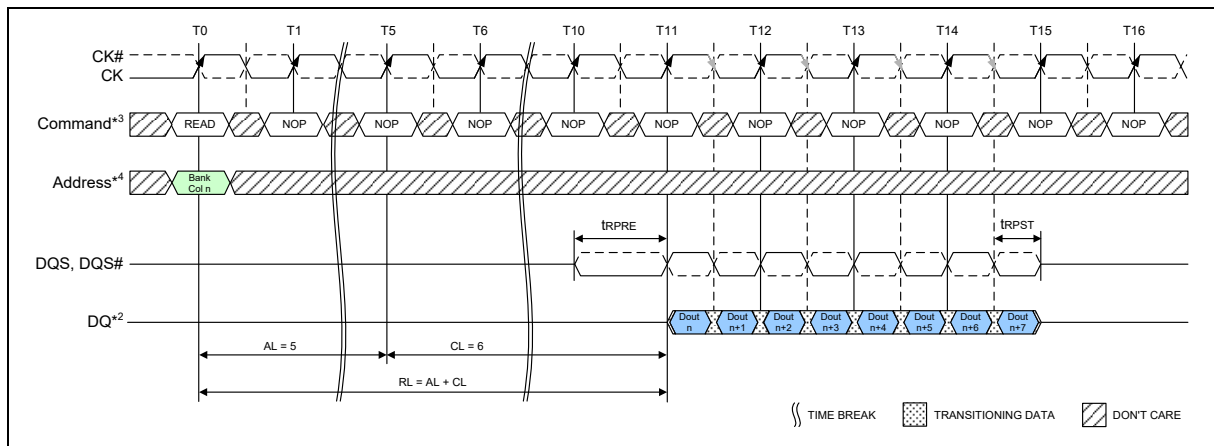 T0 T1 T5 T6 T10 T11 T12 T13 T14 T15 T16
CK#
CK
Command*3 READ NOP NOP NOP NOP NOP NOP NOP NOP NOP NOP
Address*4 Bank
Col n
tRPRE tRPST
DQS, DQS#
DQ*2 Dout
n Dout
n+1 Dout
n+2 Dout
n+3 Dout
n+4 Dout
n+5 Dout
n+6 Dout
n+7
AL = 5 CL = 6
RL = AL + CL
TIME BREAK TRANSITIONING DATA DON'T CARE